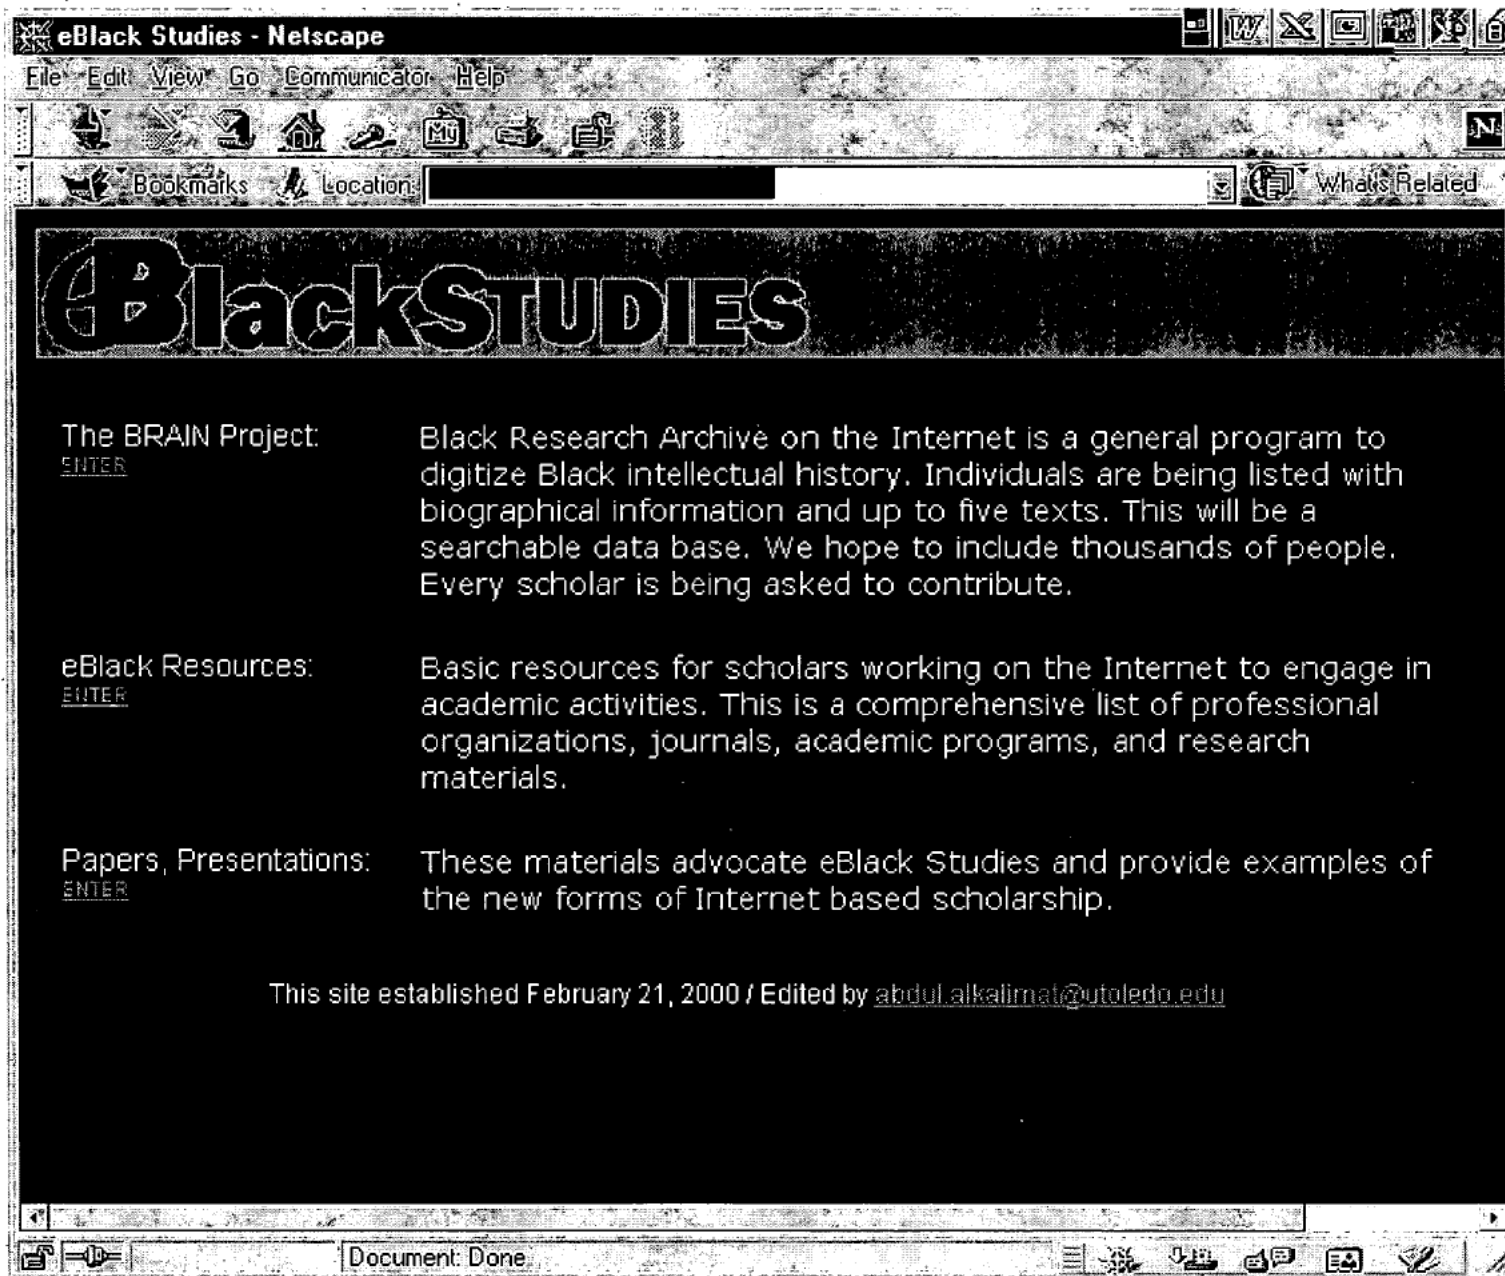 eBlack Studies - Netscape
File Edit View Go Communicator Help
My
N
Bookmarks Location: What's Related
eBlackSTUDIES
The BRAIN Project:
ENTER
Black Research Archive on the Internet is a general program to
digitize Black intellectual history. Individuals are being listed with
biographical information and up to five texts. This will be a
searchable data base. We hope to include thousands of people.
Every scholar is being asked to contribute.
eBlack Resources:
ENTER
Basic resources for scholars working on the Internet to engage in
academic activities. This is a comprehensive list of professional
organizations, journals, academic programs, and research
materials.
Papers, Presentations:
ENTER
These materials advocate eBlack Studies and provide examples of
the new forms of Internet based scholarship.
This site established February 21, 2000 / Edited by abdul.alkalimat@utoledo.edu
Document: Done